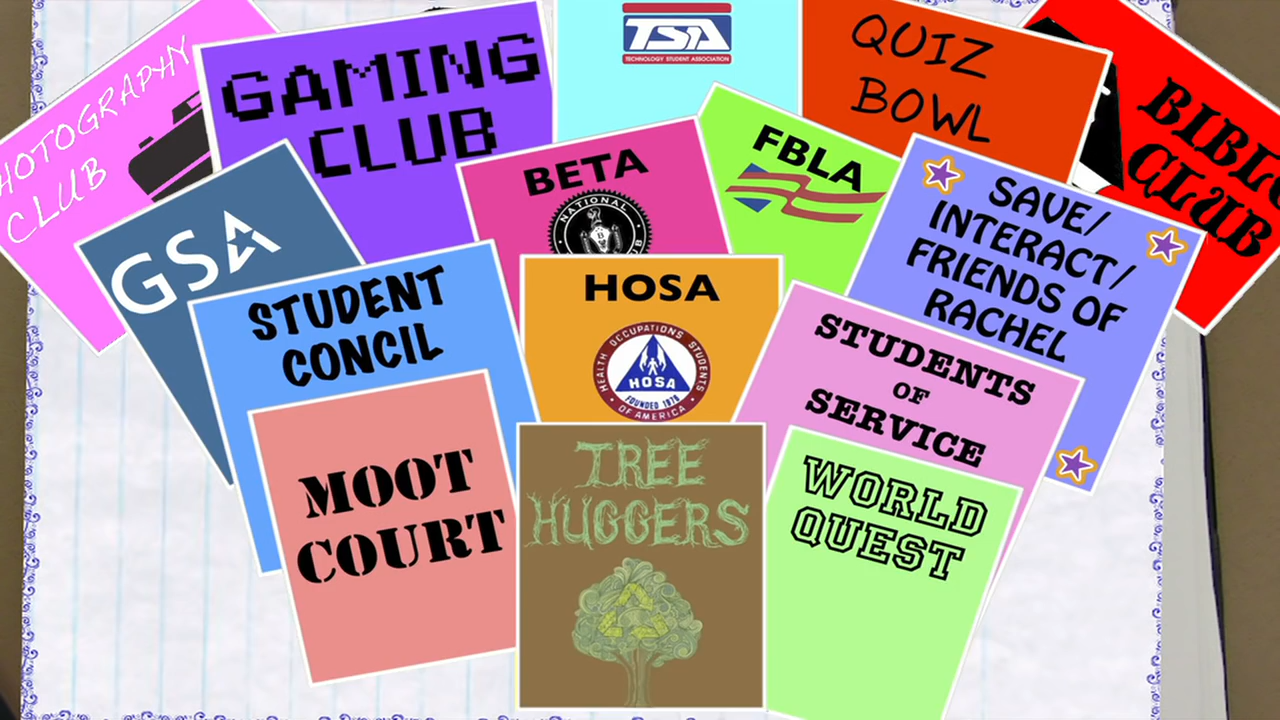 HOTOGRAPHY
CLUB
GAMING
CLUB
TSA
TECHNOLOGY STUDENT ASSOCIATION
QUIZ
BOWL
BIBL
CLUB
GSA
BETA
NATIONAL
B
FBLA
SAVE/
INTERACT/
FRIENDS OF
RACHEL
STUDENT
CONCIL
HOSA
HEALTH OCCUPATIONS STUDENTS
HOSA
FOUNDED 1976
OF AMERICA
STUDENTS
OF
SERVICE
MOOT
COURT
TREE
HUGGERS
WORLD
QUEST